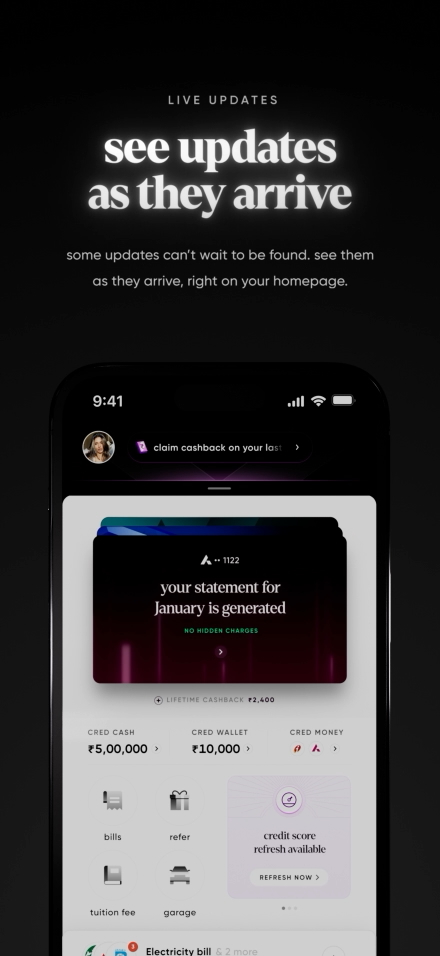 LIVE UPDATES
see updates
as they arrive
some updates can't wait to be found. see them
as they arrive, right on your homepage.
9:41
claim cashback on your last
•• 1122
your statement for
January is generated
NO HIDDEN CHARGES
LIFETIME CASHBACK ₹2,400
CRED CASH CRED WALLET CRED MONEY
₹5,00,000 ₹10,000
bills refer
credit score
refresh available
REFRESH NOW
tuition fee garage
3
Electricity bill & 2 more